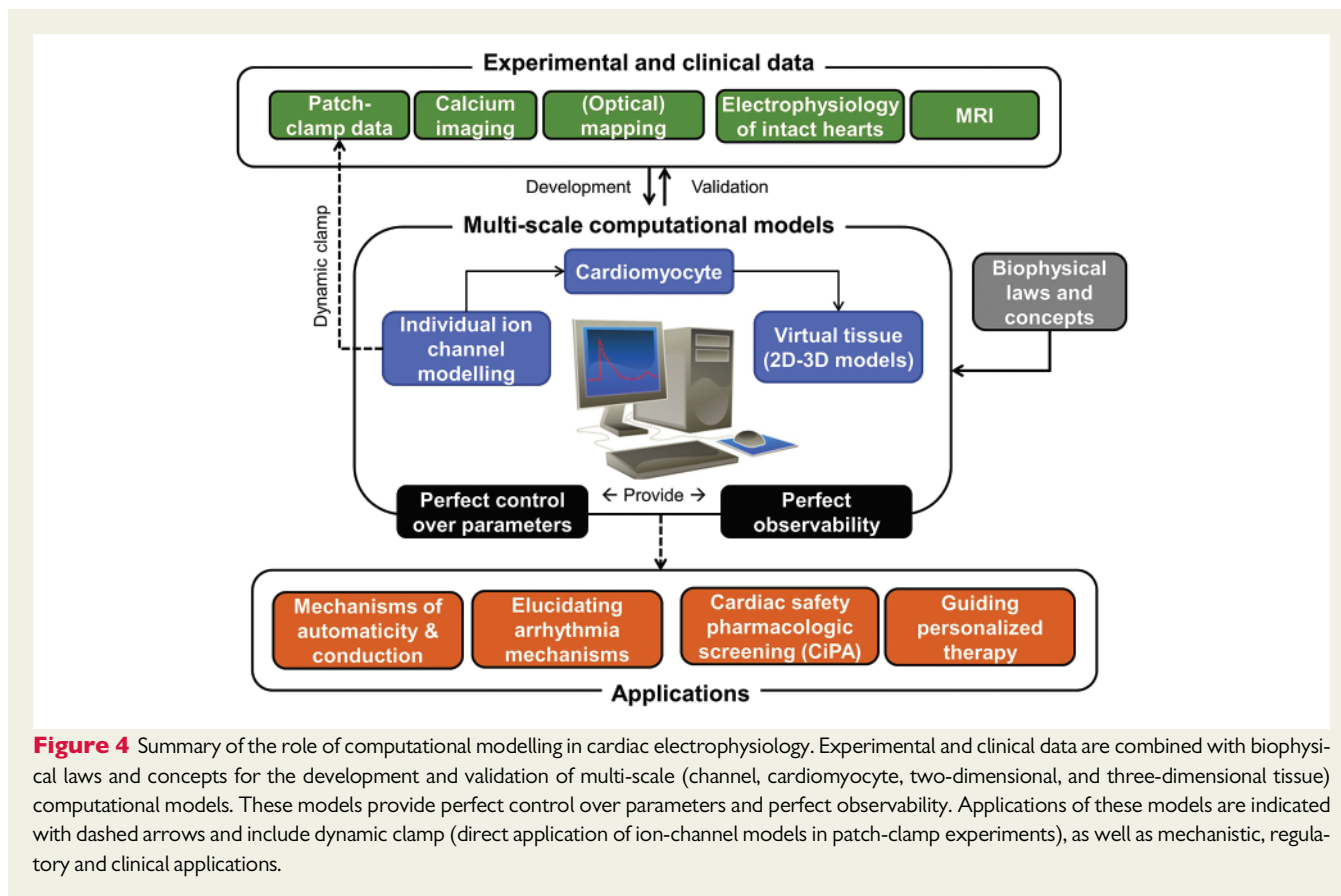 Experimental and clinical data
Patch-
clamp data
Calcium
imaging
(Optical)
mapping
Electrophysiology
of intact hearts
MRI
Development
Validation
Dynamic clamp
Multi-scale computational models
Cardiomyocyte
Individual ion
channel
modelling
Virtual tissue
(2D-3D models)
Biophysical
laws and
concepts
Perfect control
over parameters
← Provide →
Perfect
observability
Mechanisms of
automaticity &
conduction
Elucidating
arrhythmia
mechanisms
Cardiac safety
pharmacologic
screening (CiPA)
Guiding
personalized
therapy
Applications
Figure 4 Summary of the role of computational modelling in cardiac electrophysiology. Experimental and clinical data are combined with biophysi-
cal laws and concepts for the development and validation of multi-scale (channel, cardiomyocyte, two-dimensional, and three-dimensional tissue)
computational models. These models provide perfect control over parameters and perfect observability. Applications of these models are indicated
with dashed arrows and include dynamic clamp (direct application of ion-channel models in patch-clamp experiments), as well as mechanistic, regula-
tory and clinical applications.